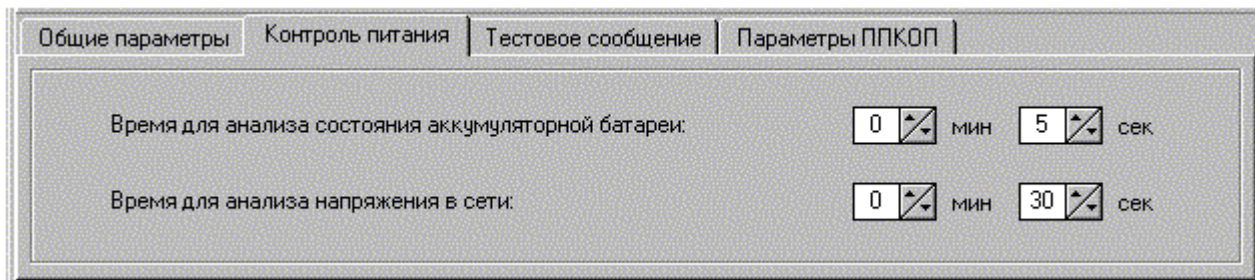 Общие параметры Контроль питания Тестовое сообщение Параметры ППКОП
Время для анализа состояния аккумуляторной батареи: 0 мин 5 сек
Время для анализа напряжения в сети: 0 мин 30 сек